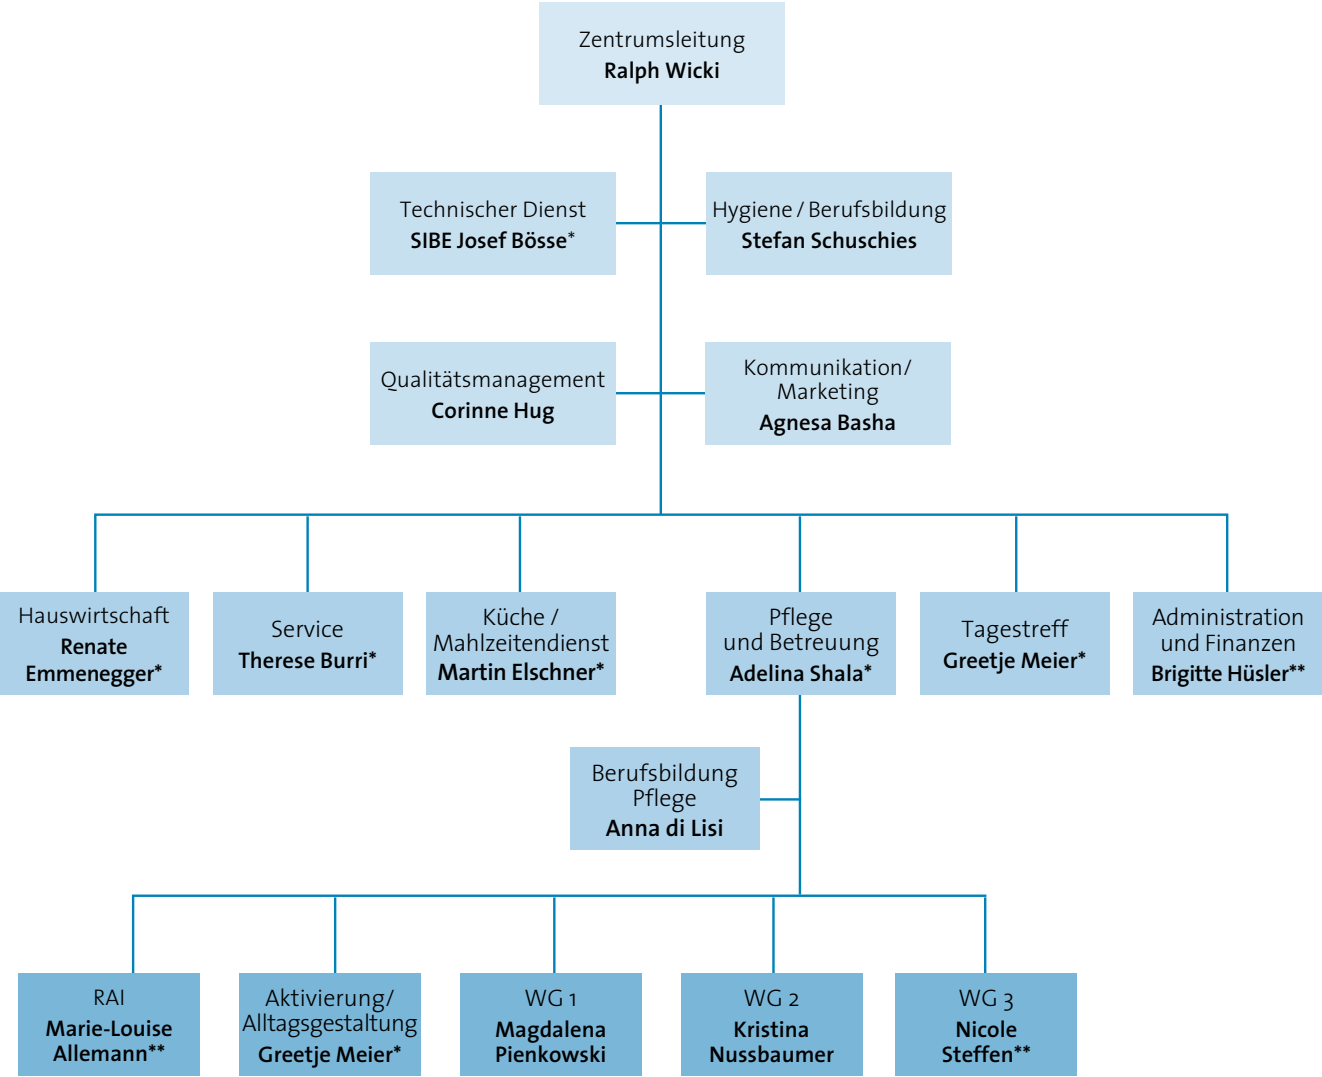 Zentrumsleitung
Ralph Wicki
Technischer Dienst
SIBE Josef Bösse*
Hygiene / Berufsbildung
Stefan Schuschies
Qualitätsmanagement
Corinne Hug
Kommunikation/
Marketing
Agnesa Basha
Hauswirtschaft
Renate
Emmenegger*
Service
Therese Burri*
Küche /
Mahlzeitendienst
Martin Elschner*
Pflege
und Betreuung
Adelina Shala*
Tagestreff
Greetje Meier*
Administration
und Finanzen
Brigitte Hüsler**
Berufsbildung
Pflege
Anna di Lisi
RAI
Marie-Louise
Allemann**
Aktivierung/
Alltagsgestaltung
Greetje Meier*
WG 1
Magdalena
Pienkowski
WG 2
Kristina
Nussbaumer
WG 3
Nicole
Steffen**